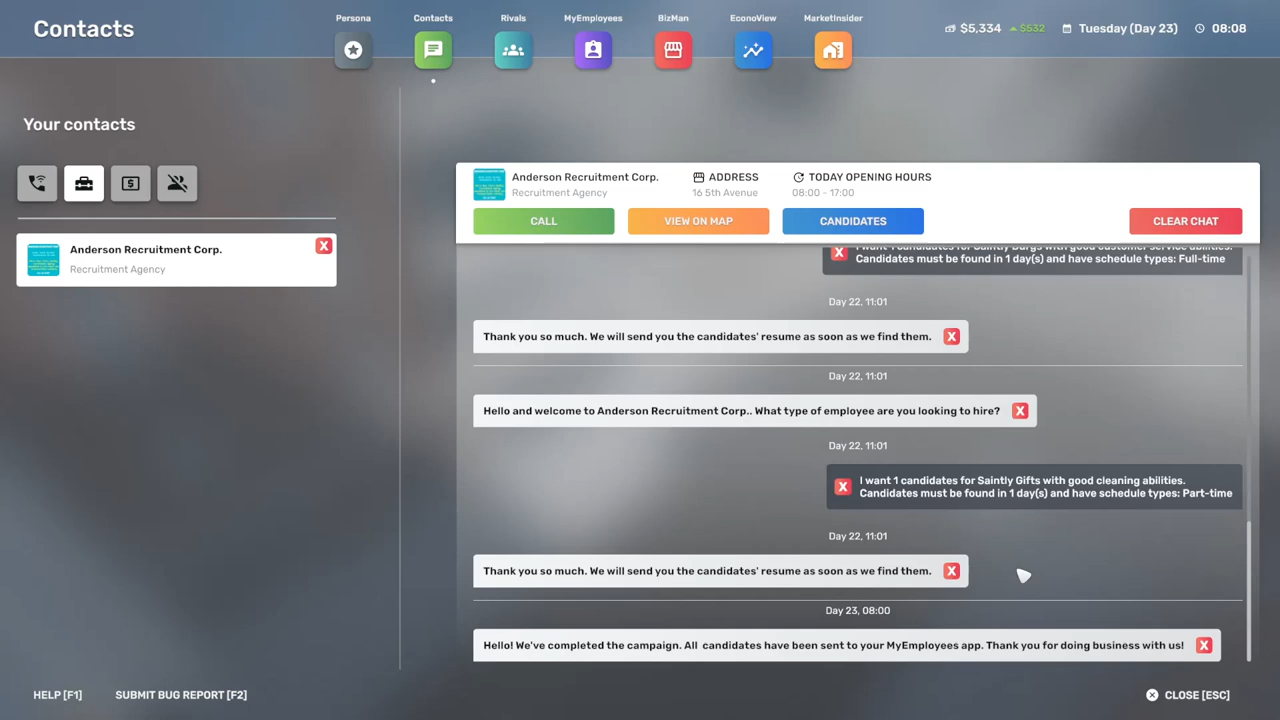 Contacts
Persona
Contacts
Rivals
MyEmployees
BizMan
EconoView
MarketInsider
$5,334
$532
Tuesday (Day 23)
08:08
Your contacts
Anderson Recruitment Corp.
Recruitment Agency
X
Anderson Recruitment Corp.
Recruitment Agency
ADDRESS
16 5th Avenue
TODAY OPENING HOURS
08:00 - 17:00
CALL
VIEW ON MAP
CANDIDATES
CLEAR CHAT
X
Candidates must be found in 1 day(s) and have schedule types: Full-time
Day 22, 11:01
Thank you so much. We will send you the candidates' resume as soon as we find them.
X
Day 22, 11:01
Hello and welcome to Anderson Recruitment Corp.. What type of employee are you looking to hire?
X
Day 22, 11:01
X
I want 1 candidates for Saintly Gifts with good cleaning abilities.
Candidates must be found in 1 day(s) and have schedule types: Part-time
Day 22, 11:01
Thank you so much. We will send you the candidates' resume as soon as we find them.
X
Day 23, 08:00
Hello! We've completed the campaign. All candidates have been sent to your MyEmployees app. Thank you for doing business with us!
X
HELP [F1]
SUBMIT BUG REPORT [F2]
CLOSE [ESC]